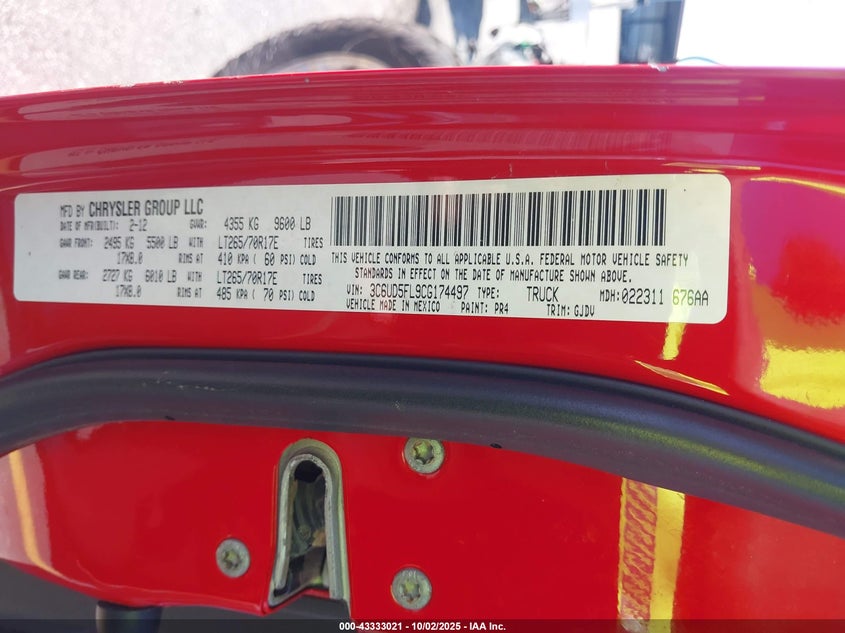 MFD BY CHRYSLER GROUP LLC
DATE OF MFR(BUILT): 2-12 GVWR: 4355 KG 9600 LB
GAWR FRONT: 2495 KG 5500 LB WITH LT265/70R17E TIRES
17X8.0 RIMS AT 410 KPA ( 60 PSI) COLD
GAWR REAR: 2727 KG 6010 LB WITH LT265/70R17E TIRES
17X8.0 RIMS AT 485 KPA ( 70 PSI) COLD
THIS VEHICLE CONFORMS TO ALL APPLICABLE U.S.A. FEDERAL MOTOR VEHICLE SAFETY
STANDARDS IN EFFECT ON THE DATE OF MANUFACTURE SHOWN ABOVE.
VIN: 3C6UD5FL9CG174497 TYPE: TRUCK MDH:022311 676AA
VEHICLE MADE IN MEXICO PAINT: PR4 TRIM: GJDV
000-43333021 - 10/02/2025 - IAA Inc.